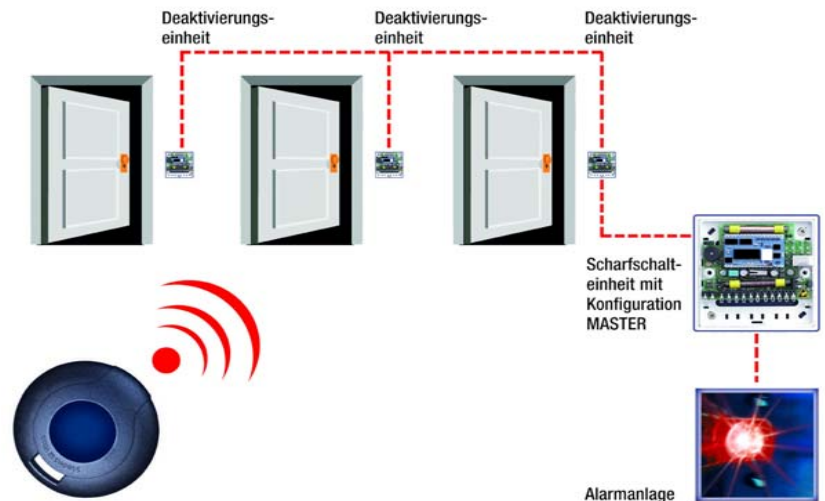 Deaktivierungs-
einheit
Deaktivierungs-
einheit
Deaktivierungs-
einheit
Scharfschalt-
einheit mit
Konfiguration
MASTER
Alarmanlage